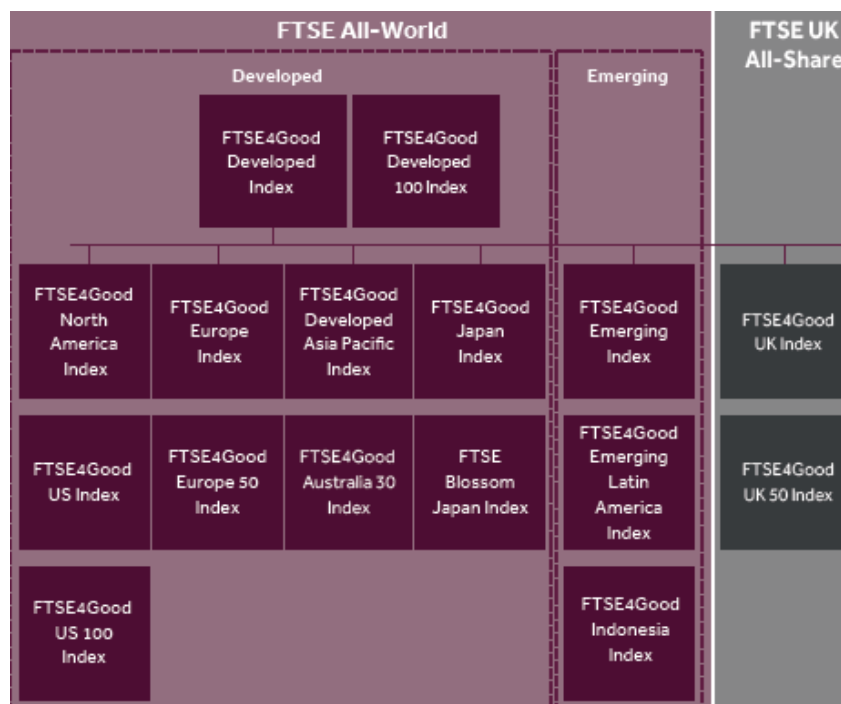 FTSE All-World
FTSE UK
All-Share
Developed
Emerging
FTSE4Good
Developed
Index
FTSE4Good
Developed
100 Index
FTSE4Good
North
America
Index
FTSE4Good
Europe
Index
FTSE4Good
Developed
Asia Pacific
Index
FTSE4Good
Japan
Index
FTSE4Good
Emerging
Index
FTSE4Good
UK Index
FTSE4Good
US Index
FTSE4Good
Europe 50
Index
FTSE4Good
Australia 30
Index
FTSE
Blossom
Japan Index
FTSE4Good
Emerging
Latin
America
Index
FTSE4Good
UK 50 Index
FTSE4Good
US 100
Index
FTSE4Good
Indonesia
Index